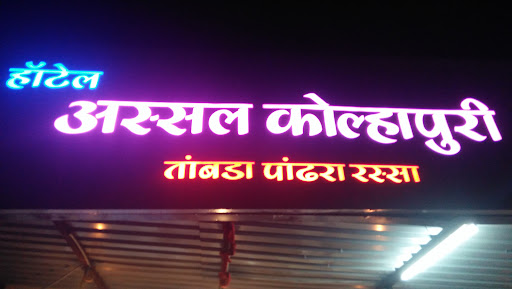 हॉटेल
अस्सल कोल्हापुरी
तांबडा पांढरा रस्सा